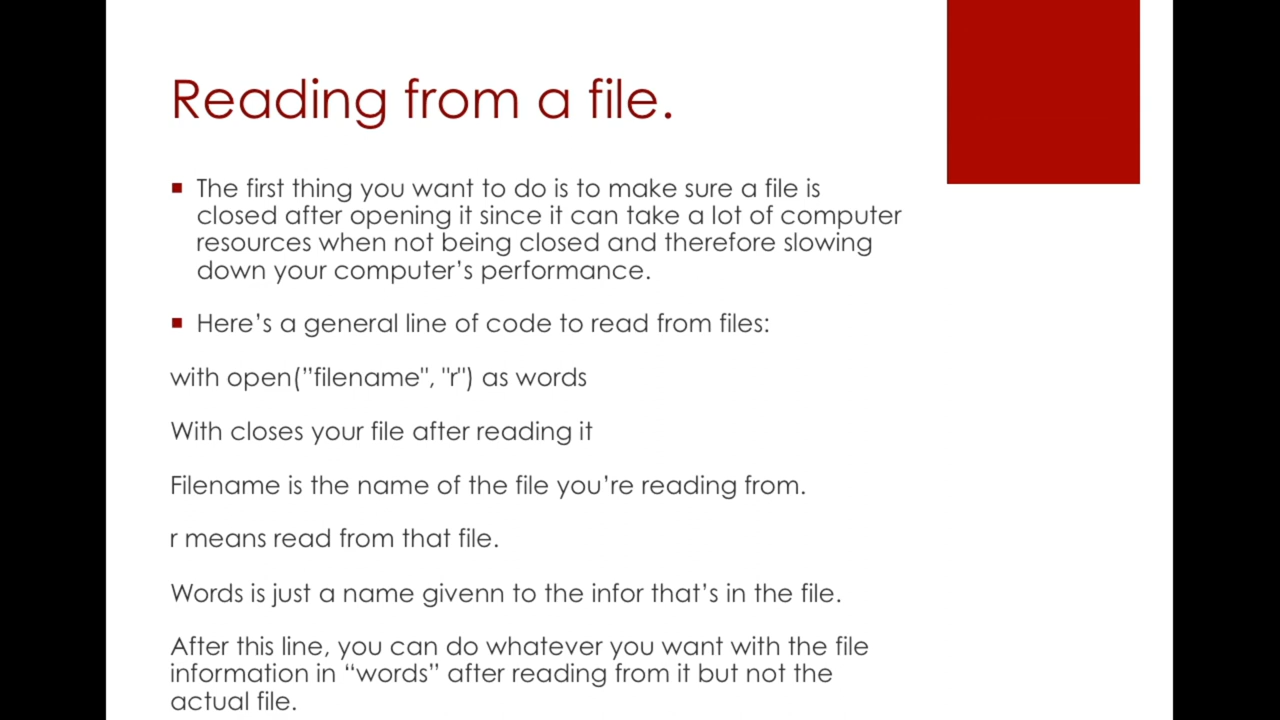 Reading from a file.
The first thing you want to do is to make sure a file is
closed after opening it since it can take a lot of computer
resources when not being closed and therefore slowing
down your computer’s performance.
Here’s a general line of code to read from files:
with open(”filename", "r") as words
With closes your file after reading it
Filename is the name of the file you’re reading from.
r means read from that file.
Words is just a name givenn to the infor that’s in the file.
After this line, you can do whatever you want with the file
information in “words” after reading from it but not the
actual file.